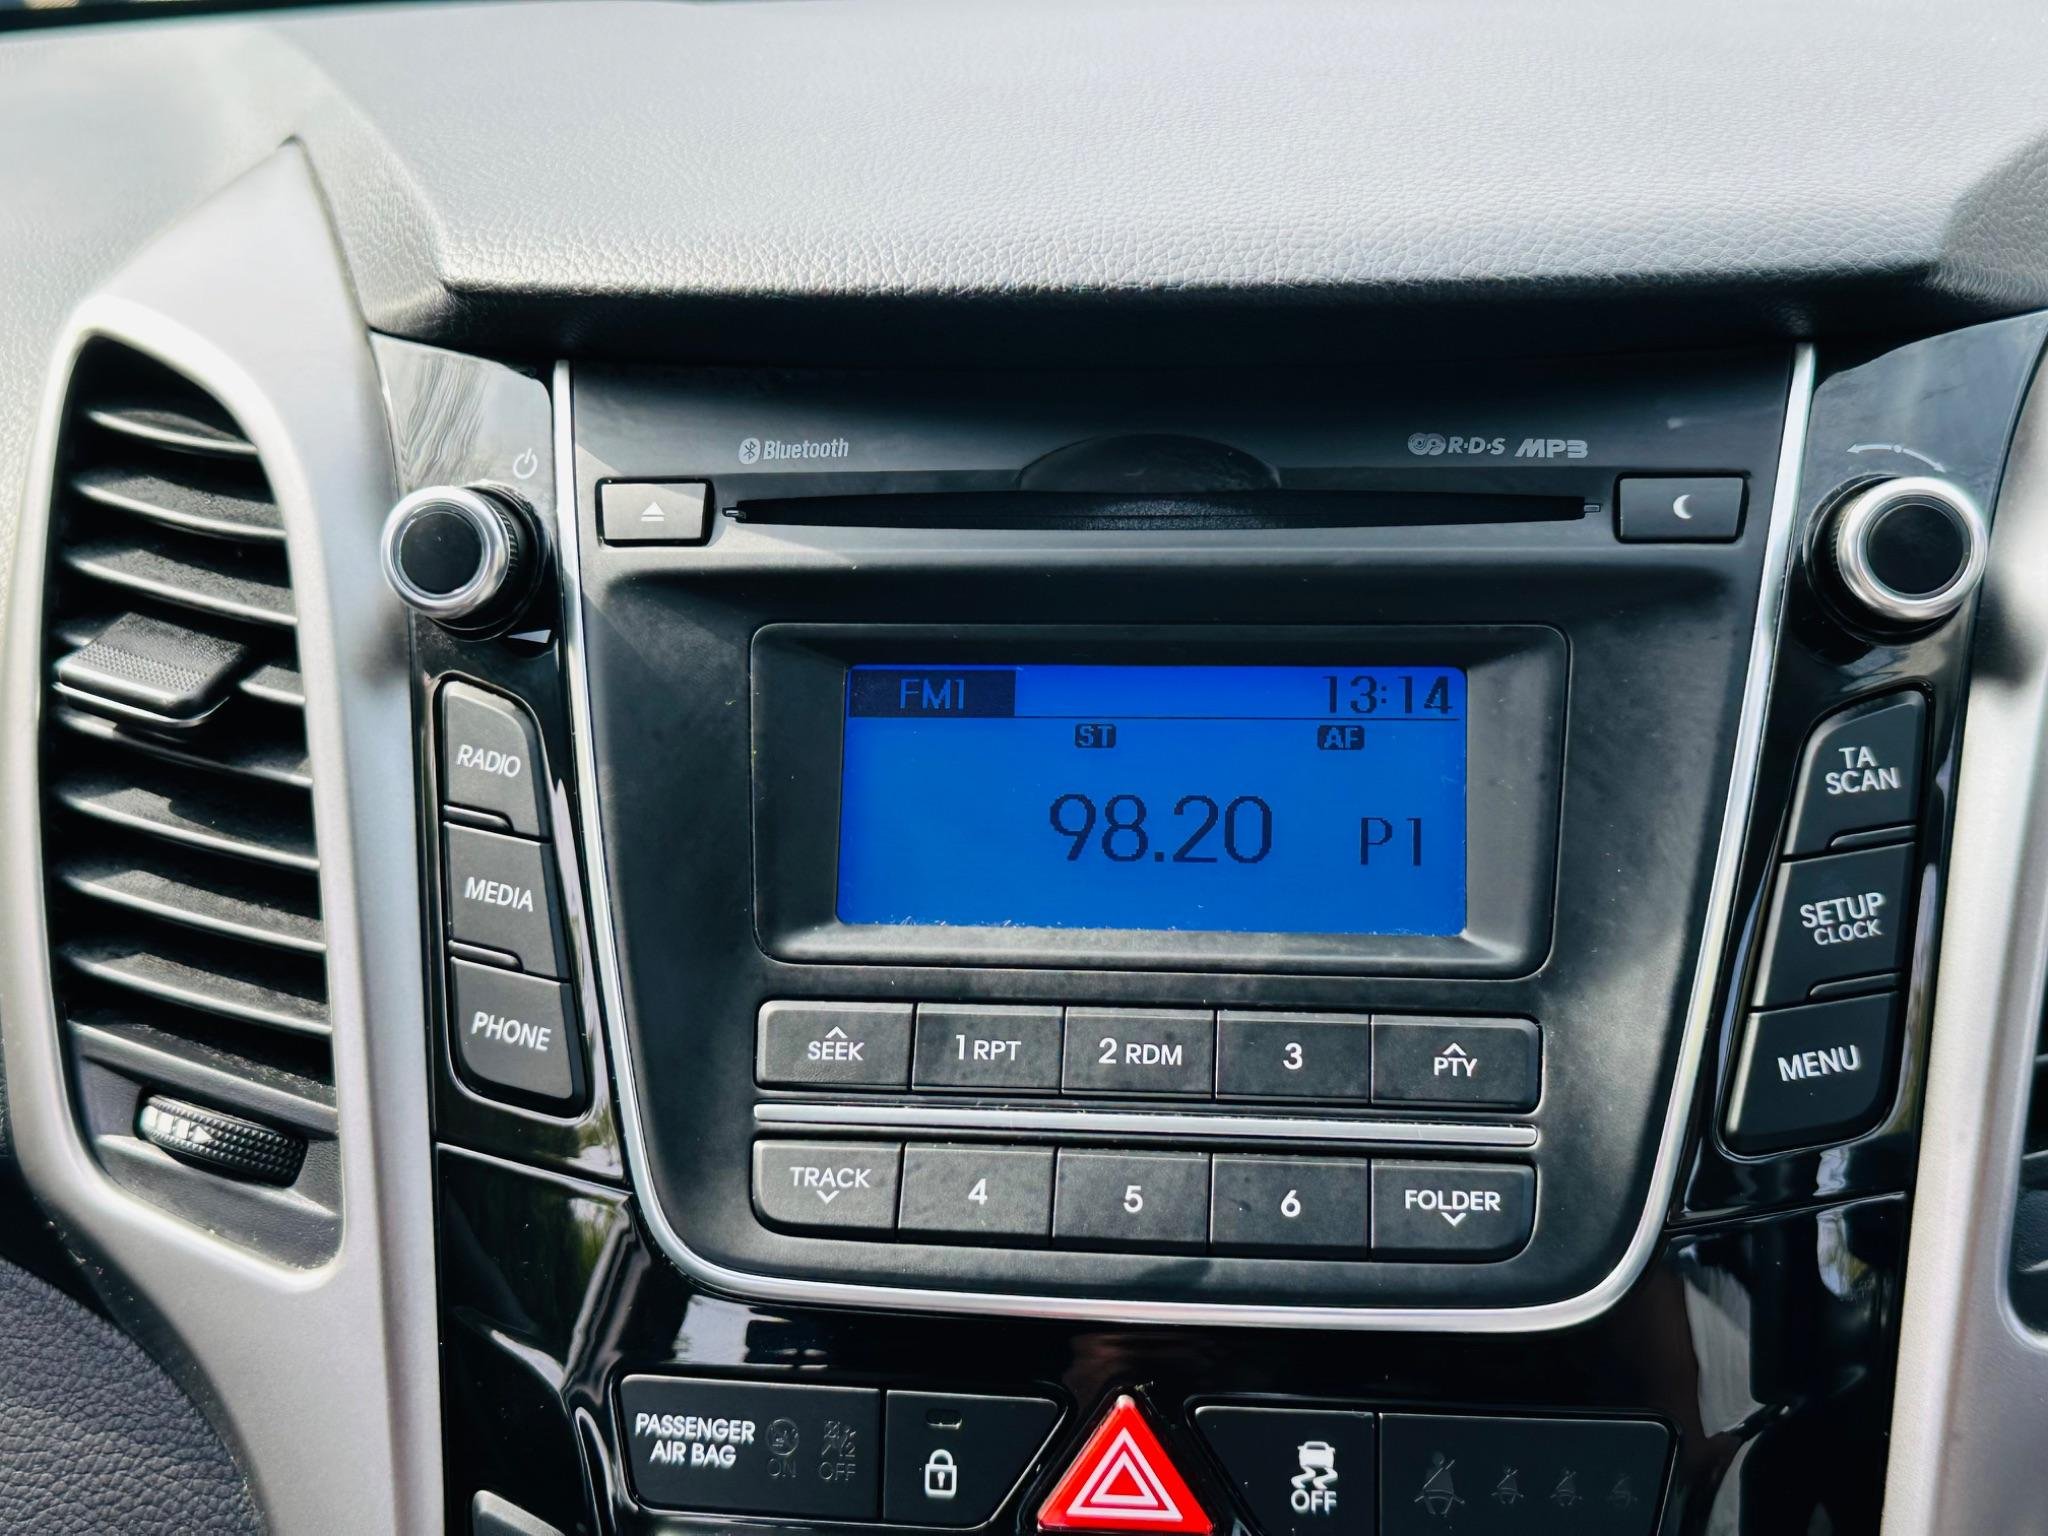 Bluetooth
R·D·S MP3
FM1 13:14
ST AF
98.20 P1
RADIO
MEDIA
PHONE
TA
SCAN
SETUP
CLOCK
MENU
SEEK 1 RPT 2 RDM 3 PTY
TRACK 4 5 6 FOLDER
PASSENGER
AIR BAG
ON OFF
OFF